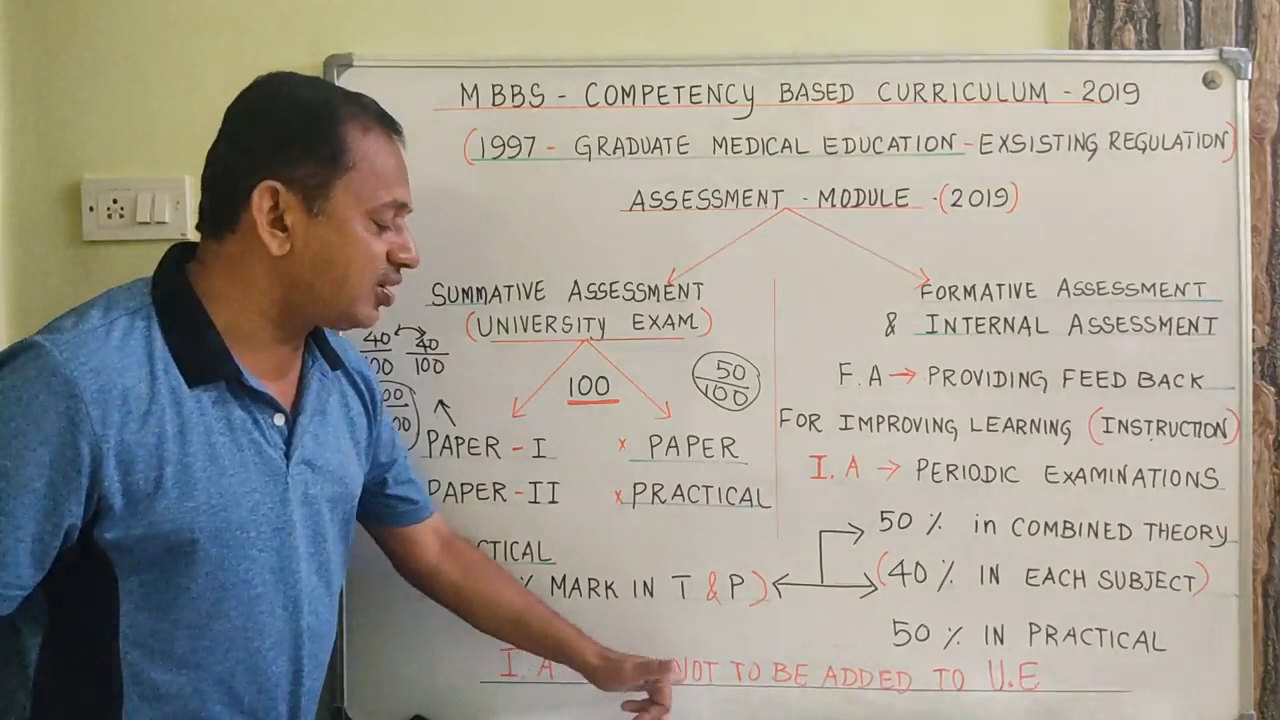 MBBS - COMPETENCY BASED CURRICULUM - 2019
(1997 - GRADUATE MEDICAL EDUCATION - EXSISTING REGULATION)
ASSESSMENT - MODULE - (2019)
SUMMATIVE ASSESSMENT
(UNIVERSITY EXAM)
40 40
100
100
50
100
PAPER - I
PAPER - II
x PAPER
x PRACTICAL
CTICAL
% MARK IN T & P)
FORMATIVE ASSESSMENT
& INTERNAL ASSESSMENT
F.A → PROVIDING FEED BACK
FOR IMPROVING LEARNING (INSTRUCTION)
I.A → PERIODIC EXAMINATIONS
50 % in COMBINED THEORY
(40 % IN EACH SUBJECT)
50 % IN PRACTICAL
I.A NOT TO BE ADDED TO U.E